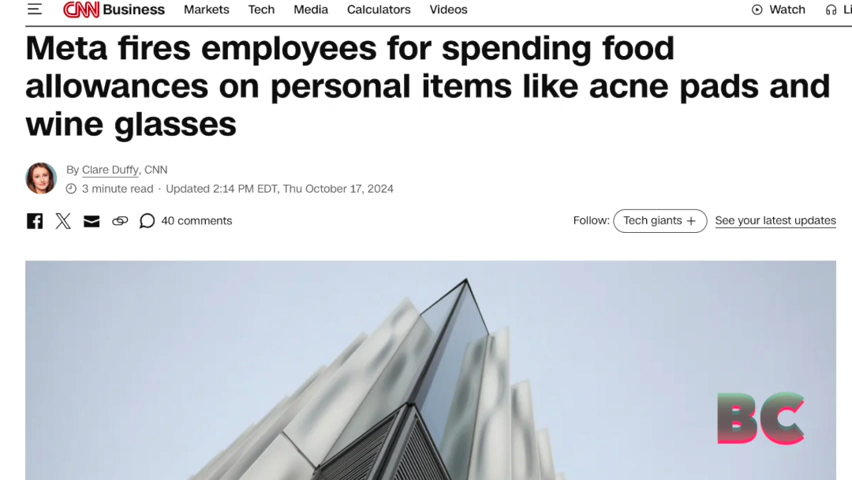 CNN Business Markets Tech Media Calculators Videos Watch
Meta fires employees for spending food
allowances on personal items like acne pads and
wine glasses
By Clare Duffy, CNN
3 minute read · Updated 2:14 PM EDT, Thu October 17, 2024
40 comments Follow: Tech giants + See your latest updates
BC